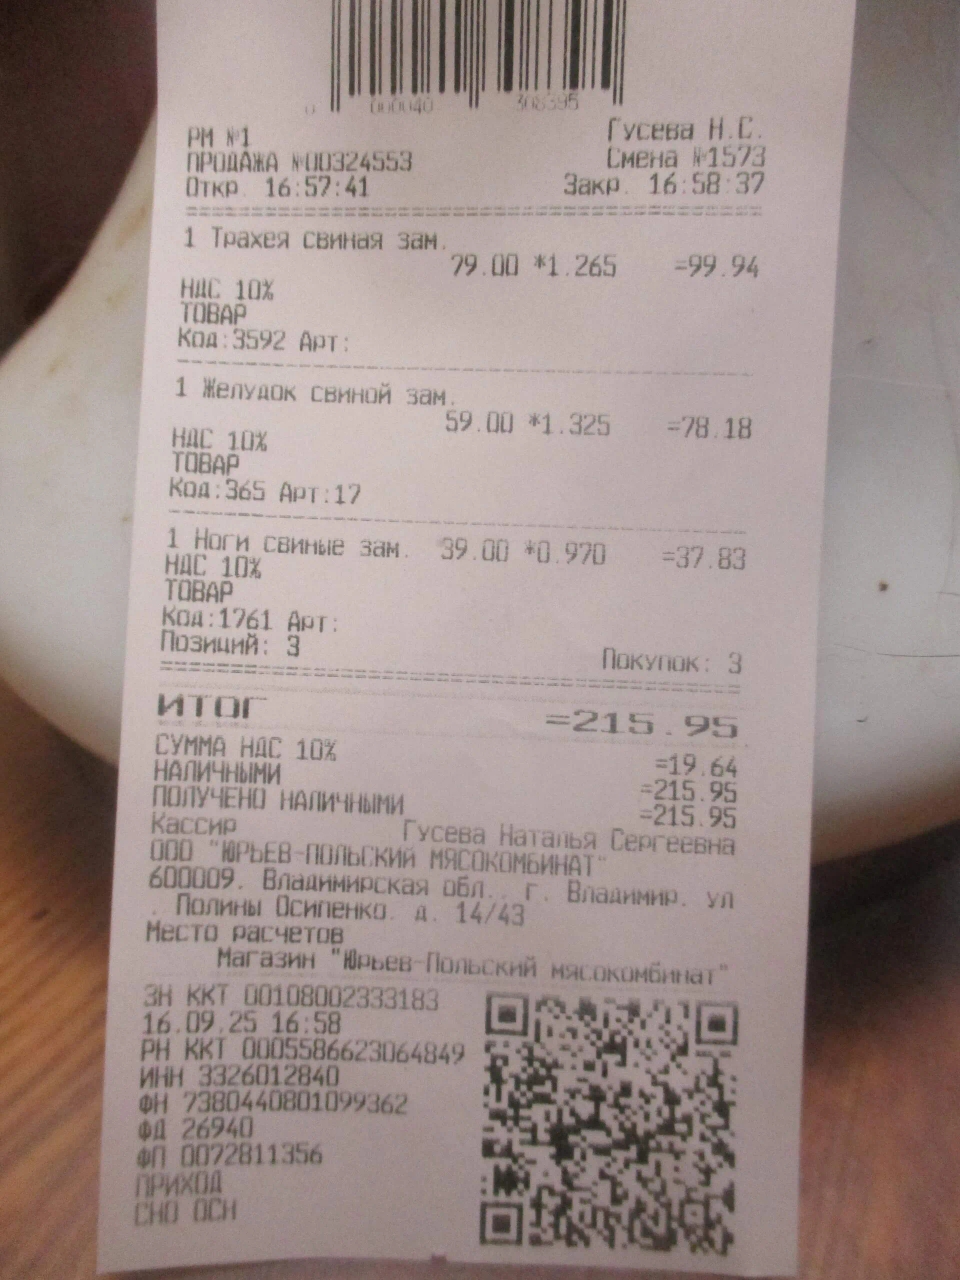 0 000040 308395
РМ №1 Гусева Н.С.
ПРОДАЖА №00324553 Смена №1573
Откр. 16:57:41 Закр. 16:58:37
1 Трахея свиная зам.
79.00 *1.265 =99.94
НДС 10%
ТОВАР
Код:3592 Арт:
1 Желудок свиной зам.
59.00 *1.325 =78.18
НДС 10%
ТОВАР
Код:365 Арт:17
1 Ноги свиные зам. 39.00 *0.970 =37.83
НДС 10%
ТОВАР
Код:1761 Арт:
Позиций: 3 Покупок: 3
ИТОГ =215.95
СУММА НДС 10% =19.64
НАЛИЧНЫМИ =215.95
ПОЛУЧЕНО НАЛИЧНЫМИ =215.95
Кассир Гусева Наталья Сергеевна
ООО "ЮРЬЕВ-ПОЛЬСКИЙ МЯСОКОМБИНАТ"
600009, Владимирская обл., г. Владимир, ул
. Полины Осипенко, д. 14/43
Место расчетов
Магазин "Юрьев-Польский мясокомбинат"
ЗН ККТ 00108002333183
16.09.25 16:58
РН ККТ 0005586623064849
ИНН 3326012840
ФН 7380440801099362
ФД 26940
ФП 0072811356
ПРИХОД
СНО ОСН